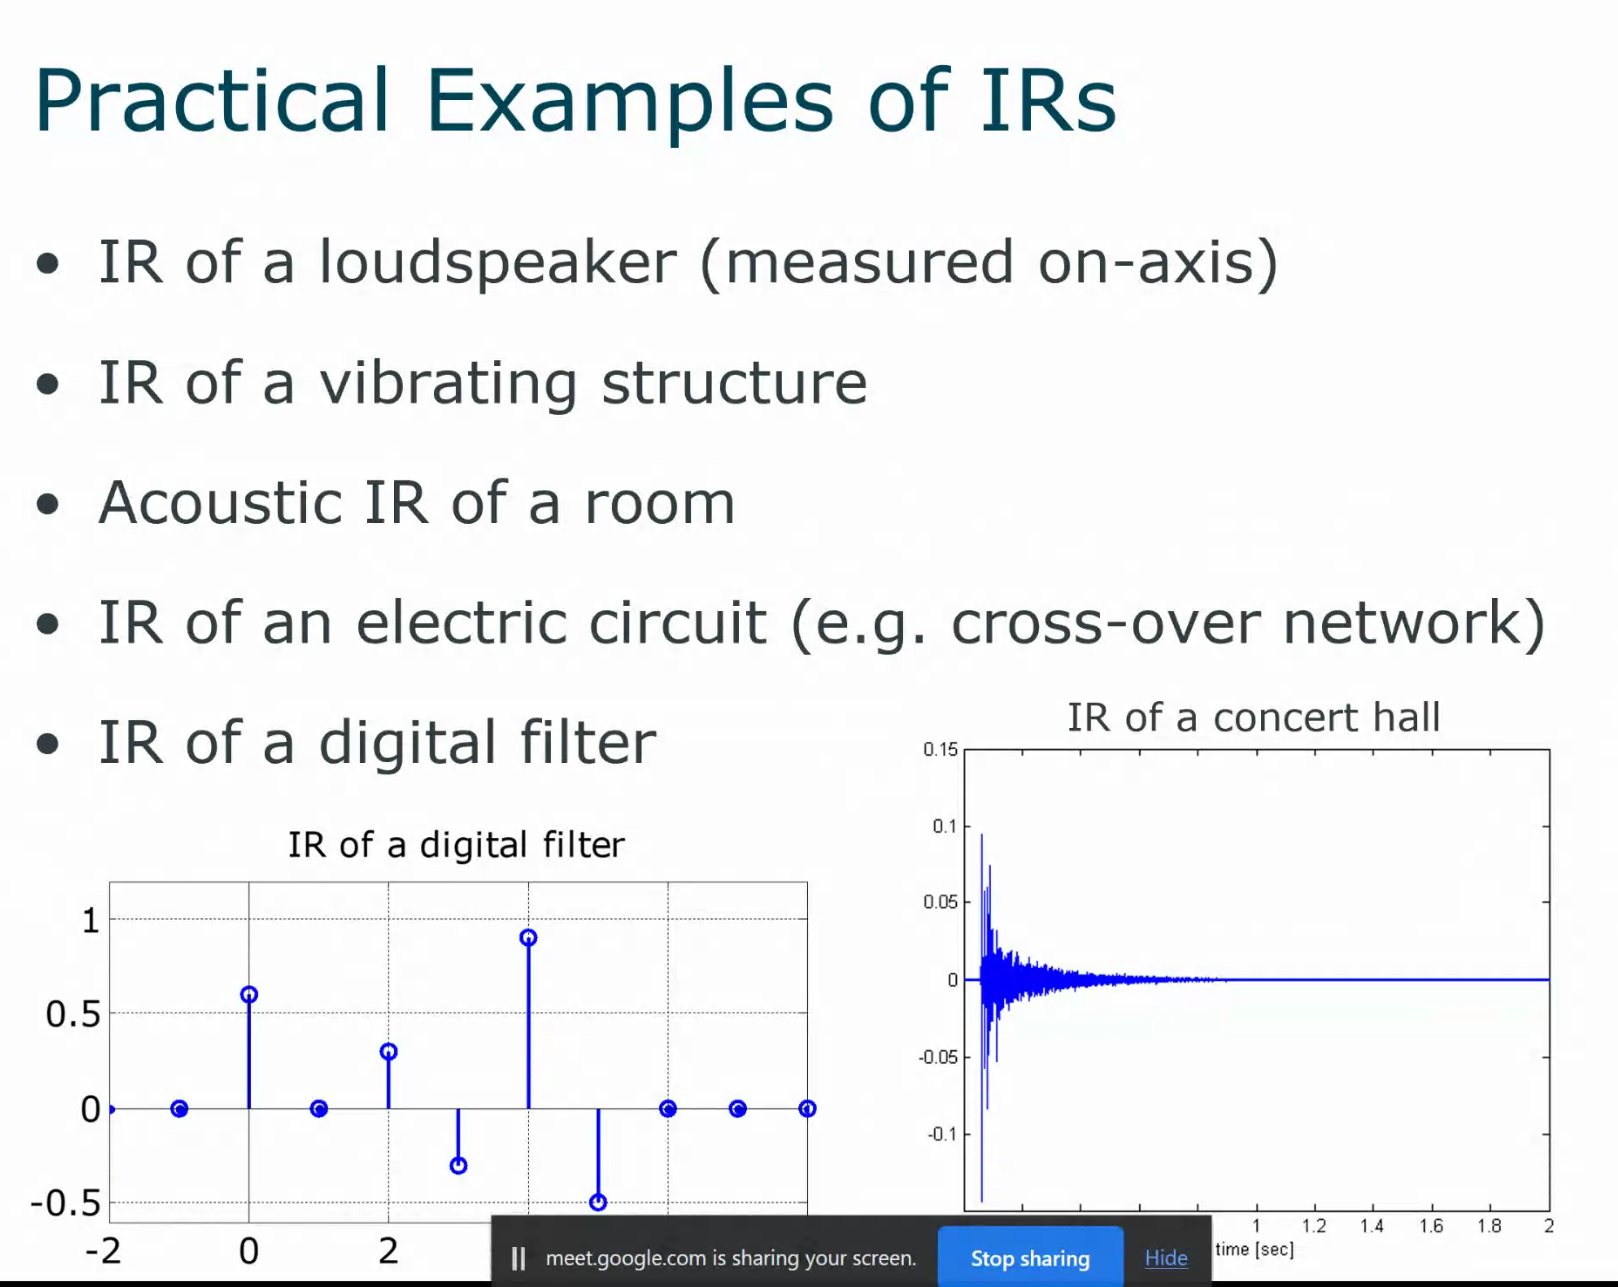 Practical Examples of IRs
• IR of a loudspeaker (measured on-axis)
• IR of a vibrating structure
• Acoustic IR of a room
• IR of an electric circuit (e.g. cross-over network)
• IR of a digital filter
IR of a digital filter
1
0.5
0
-0.5
-2 0 2
IR of a concert hall
0.15
0.1
0.05
0
-0.05
-0.1
1 1.2 1.4 1.6 1.8 2
time [sec]
meet.google.com is sharing your screen. Stop sharing Hide